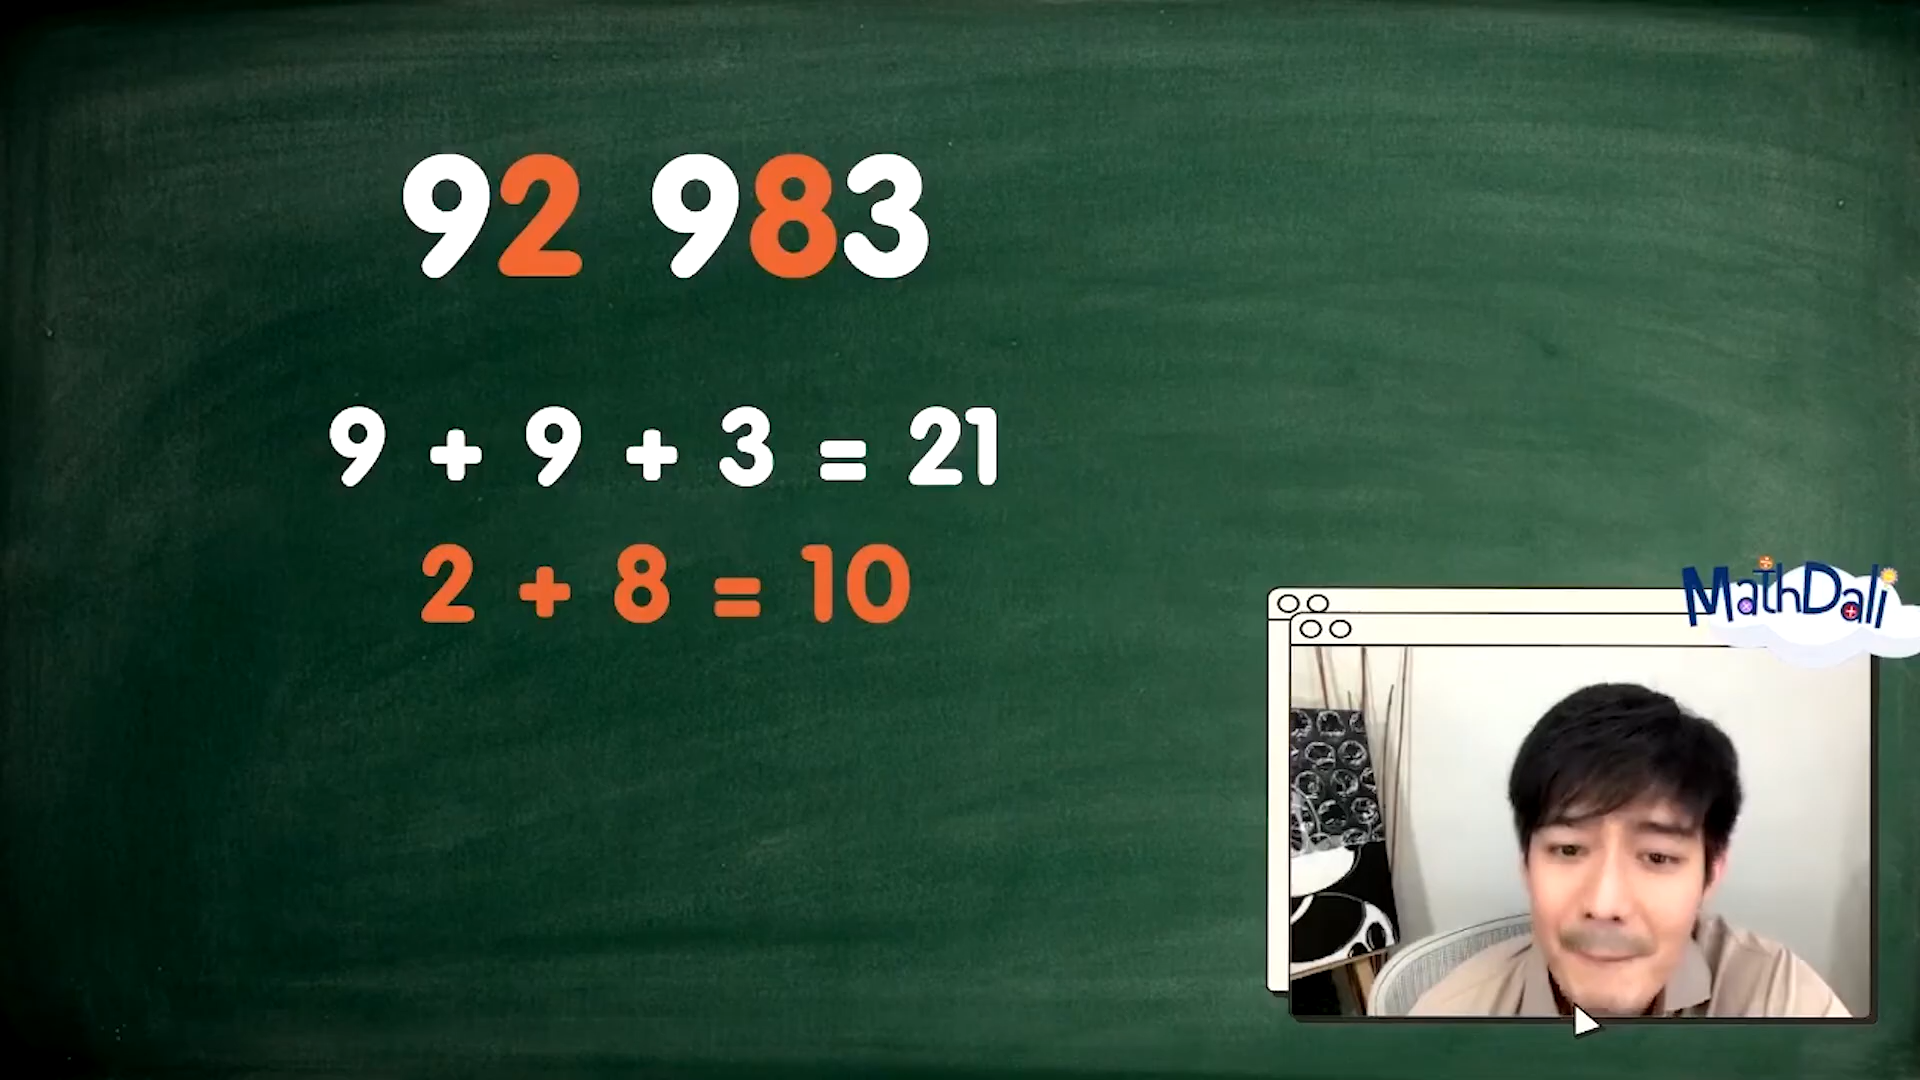 92 983
9 + 9 + 3 = 21
2 + 8 = 10
MathDali